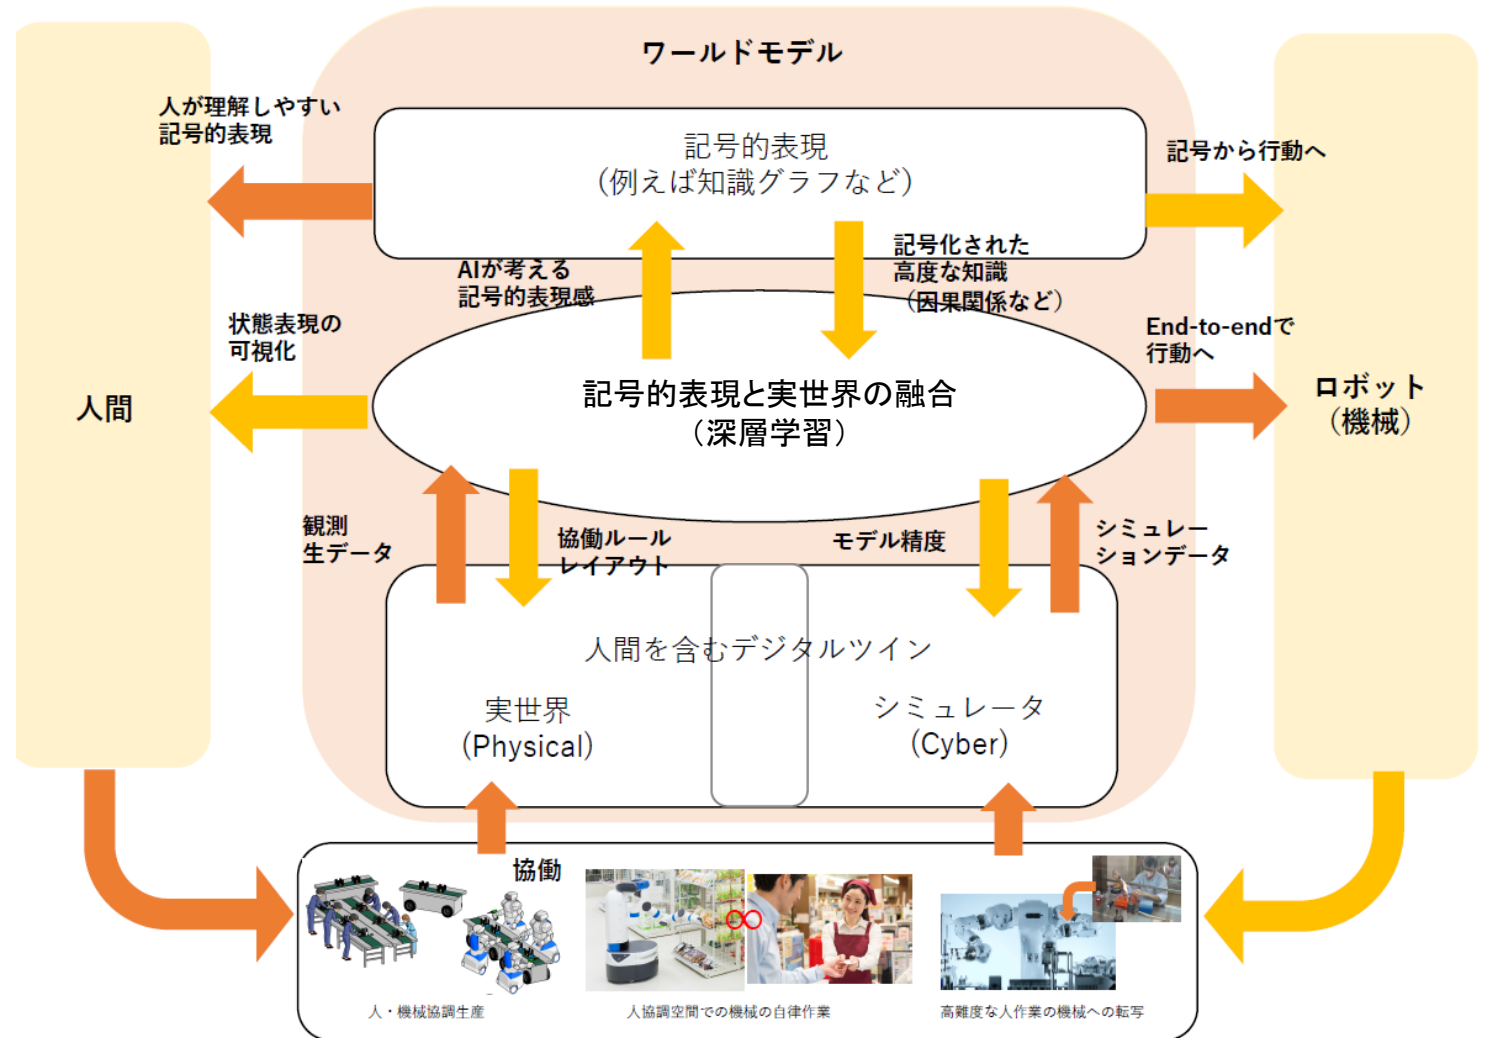 ワールドモデル
人が理解しやすい
記号的表現
記号的表現
（例えば知識グラフなど）
記号から行動へ
AIが考える
記号的表現感
記号化された
高度な知識
（因果関係など）
状態表現の
可視化
End-to-endで
行動へ
人間
記号的表現と実世界の融合
（深層学習）
ロボット
（機械）
観測
生データ
協働ルール
レイアウト
モデル精度
シミュレー
ションデータ
人間を含むデジタルツイン
実世界
(Physical)
シミュレータ
(Cyber)
協働
∞
人・機械協調生産
人協調空間での機械の自律作業
高難度な人作業の機械への転写